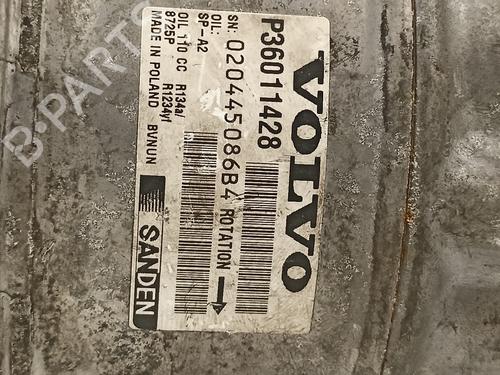 VOLVO
P36011428
SN: Q20445086B4
OIL: SP-A2
ROTATION
OIL 110 CC R134a/
8725P R1234yf
MADE IN POLAND BVNUN
SANDEN
B-PARTS